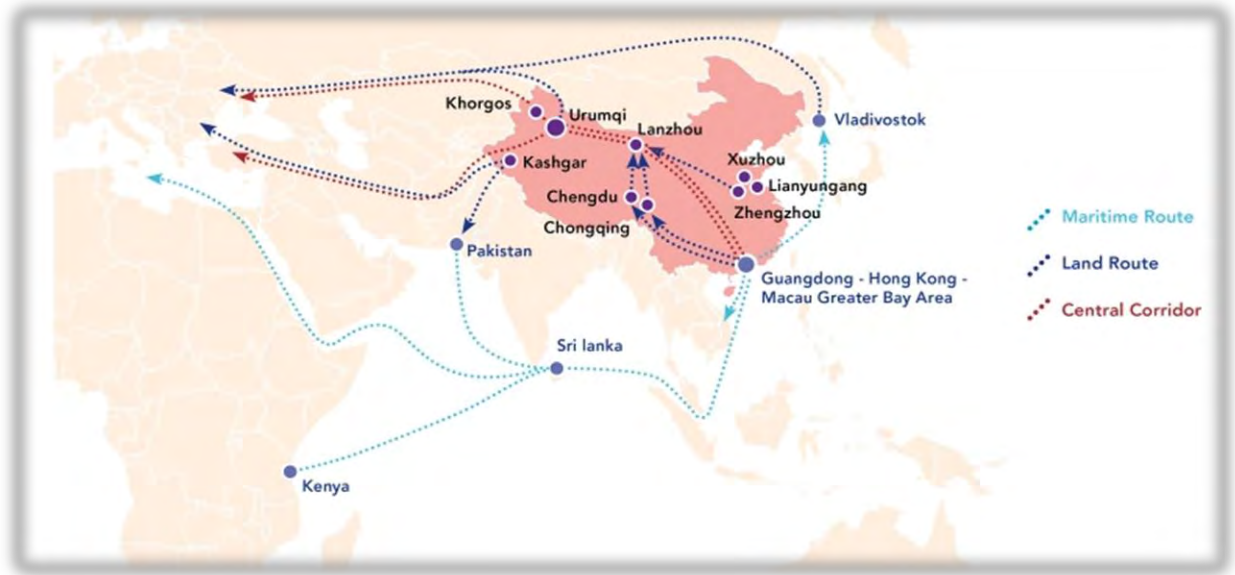 Khorgos
Urumqi
Lanzhou
Vladivostok
Kashgar
Xuzhou
Lianyungang
Chengdu
Zhengzhou
Chongqing
Pakistan
Guangdong - Hong Kong -
Macau Greater Bay Area
Sri lanka
Kenya
Maritime Route
Land Route
Central Corridor